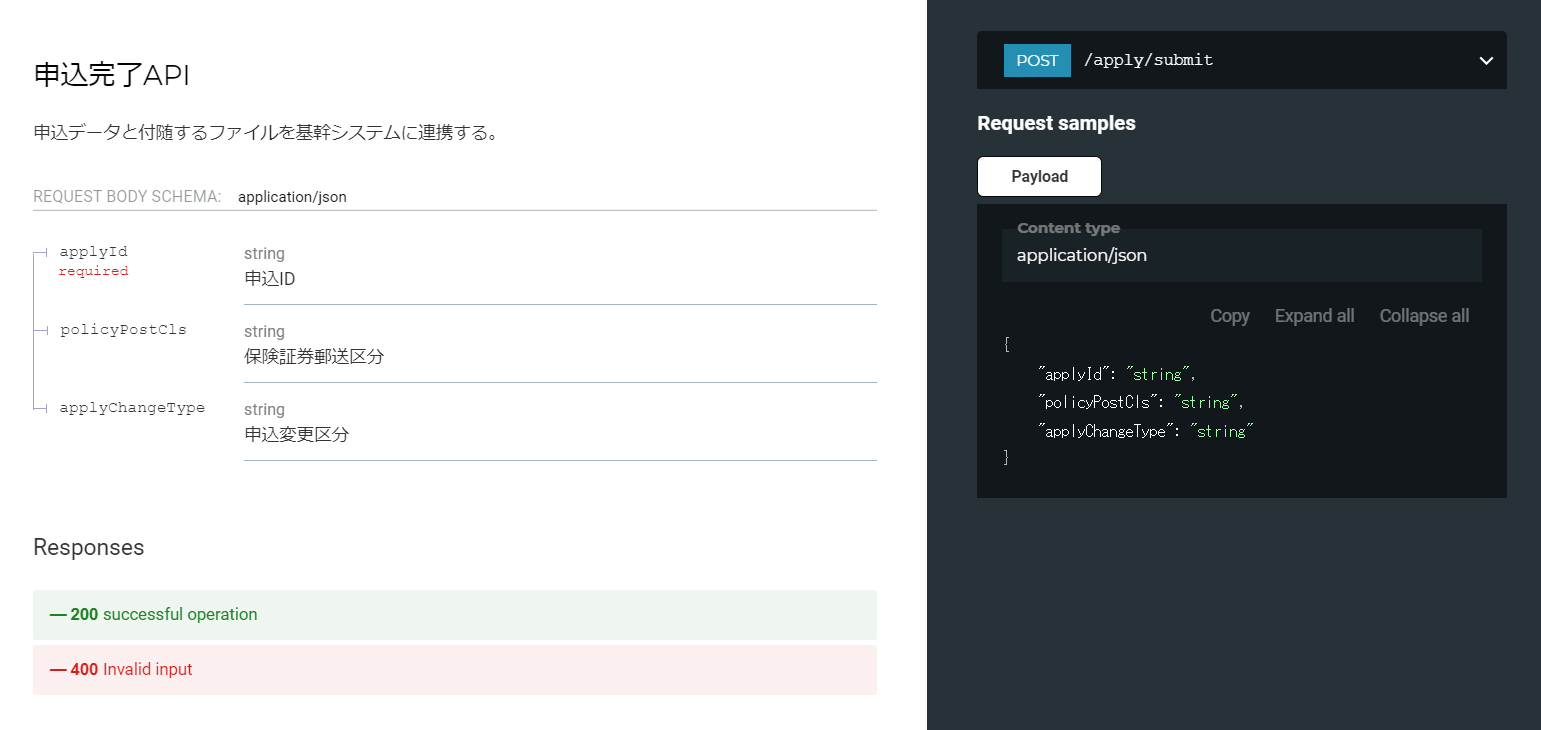 申込完了API
申込データと付随するファイルを基幹システムに連携する。
REQUEST BODY SCHEMA: application/json
applyId
required
string
申込ID
policyPostCls
string
保険証券郵送区分
applyChangeType
string
申込変更区分
Responses
— 200 successful operation
— 400 Invalid input
POST /apply/submit
Request samples
Payload
Content type
application/json
Copy Expand all Collapse all
{
"applyId": "string",
"policyPostCls": "string",
"applyChangeType": "string"
}